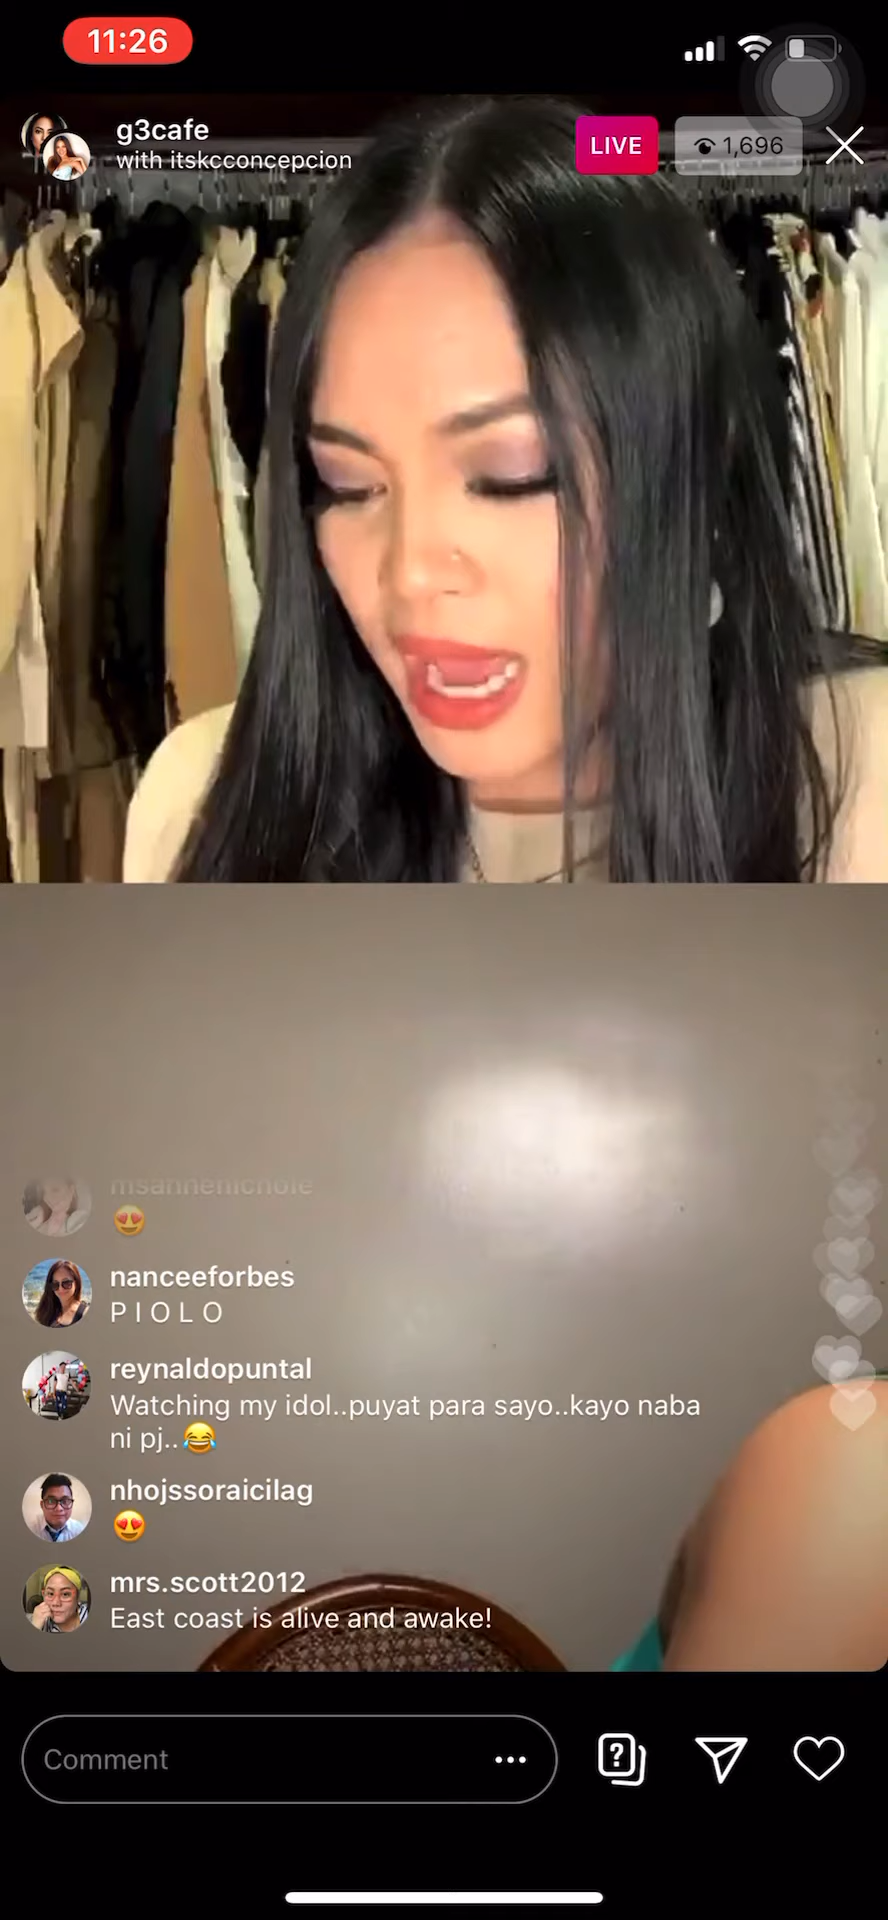 11:26
g3cafe
with itskcconcepcion
LIVE
1,696
msannenichole
😍
nanceeforbes
P I O L O
reynaldopuntal
Watching my idol..puyat para sayo..kayo naba
ni pj..😂
nhojssoraicilag
😍
mrs.scott2012
East coast is alive and awake!
Comment